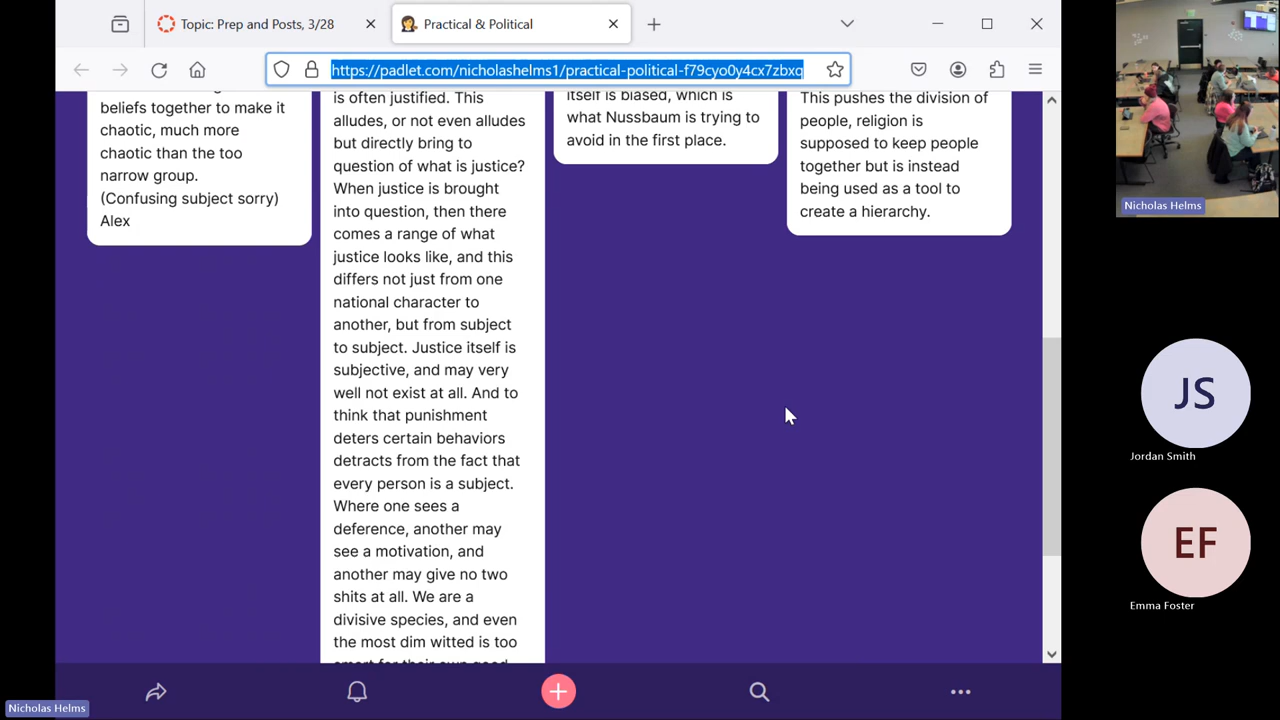 Topic: Prep and Posts, 3/28
Practical & Political
https://padlet.com/nicholashelms1/practical-political-f79cyo0y4cx7zbxq
beliefs together to make it
chaotic, much more
chaotic than the too
narrow group.
(Confusing subject sorry)
Alex
is often justified. This
alludes, or not even alludes
but directly bring to
question of what is justice?
When justice is brought
into question, then there
comes a range of what
justice looks like, and this
differs not just from one
national character to
another, but from subject
to subject. Justice itself is
subjective, and may very
well not exist at all. And to
think that punishment
deters certain behaviors
detracts from the fact that
every person is a subject.
Where one sees a
deference, another may
see a motivation, and
another may give no two
shits at all. We are a
divisive species, and even
the most dim witted is too
smart for their own good
itself is biased, which is
what Nussbaum is trying to
avoid in the first place.
This pushes the division of
people, religion is
supposed to keep people
together but is instead
being used as a tool to
create a hierarchy.
Nicholas Helms
JS
Jordan Smith
EF
Emma Foster
Nicholas Helms